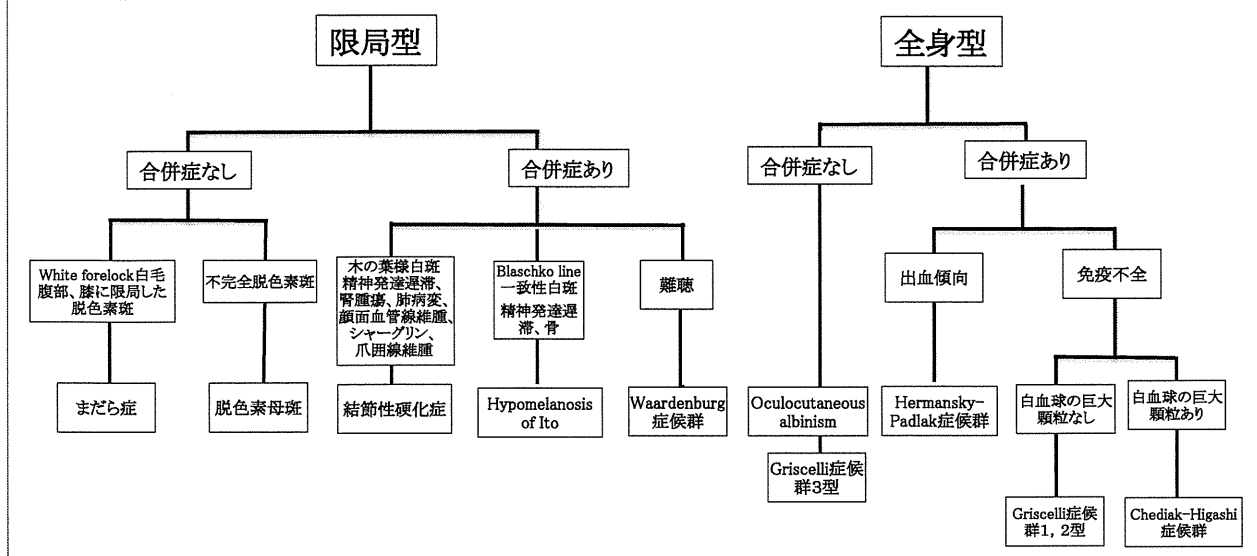 限局型
全身型
合併症なし
合併症あり
合併症なし
合併症あり
White forelock白毛
腹部、膝に限局した
脱色素斑
不完全脱色素斑
木の葉様白斑
精神発達遅滞、
腎腫瘍、肺病変、
顔面血管線維腫、
シャーグリン、
爪囲線維腫
Blaschko line
一致性白斑
精神発達遅
滞、骨
難聴
出血傾向
免疫不全
まだら症
脱色素母斑
結節性硬化症
Hypomelanosis
of Ito
Waardenburg
症候群
Oculocutaneous
albinism
Hermansky-
Padlak症候群
白血球の巨大
顆粒なし
白血球の巨大
顆粒あり
Griscelli症候
群3型
Griscelli症候
群1, 2型
Chediak-Higashi
症候群